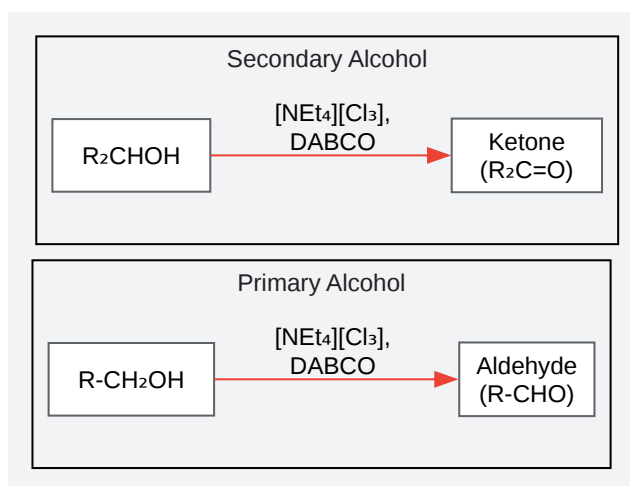 Secondary Alcohol
[NEt₄][Cl₃],
DABCO
R₂CHOH
Ketone
(R₂C=O)
Primary Alcohol
[NEt₄][Cl₃],
DABCO
R-CH₂OH
Aldehyde
(R-CHO)